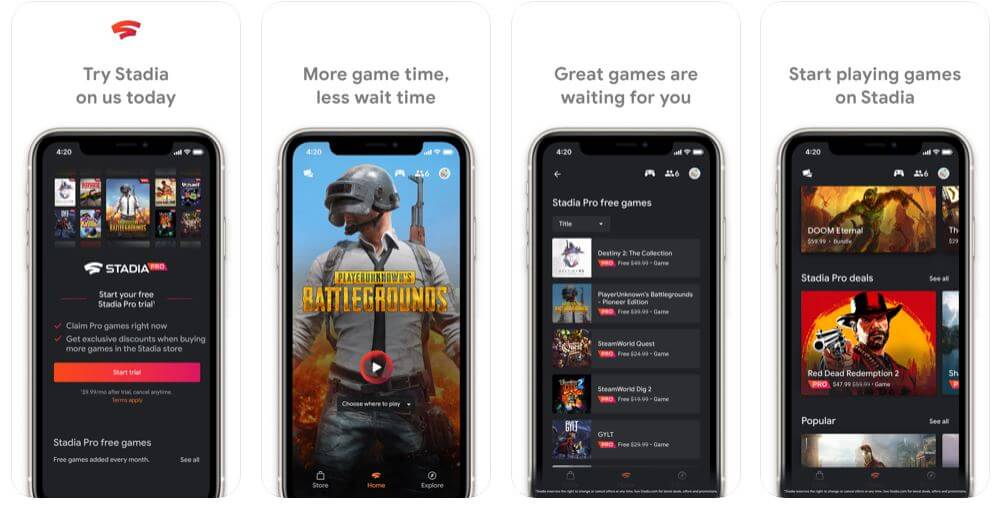 Try Stadia
on us today
4:20
STADIA PRO
Start your free
Stadia Pro trial¹
Claim Pro games right now
Get exclusive discounts when buying
more games in the Stadia store
Start trial
¹$9.99/mo after trial, cancel anytime.
Terms apply
Stadia Pro free games
Free games added every month.
See all
More game time,
less wait time
4:20
6
PLAYERUNKNOWN'S
BATTLEGROUNDS
Choose where to play
Store
Home
Explore
Great games are
waiting for you
4:20
6
Stadia Pro free games
Title
Destiny 2: The Collection
PRO Free $49.99 • Game
PlayerUnknown's Battlegrounds
- Pioneer Edition
PRO Free $39.99 • Game
Quest
SteamWorld Quest
PRO Free $24.99 • Game
SteamWorld Dig 2
PRO Free $19.99 • Game
GYLT
GYLT
PRO Free $29.99 • Game
Start playing games
on Stadia
4:20
6
DOOM Eternal
$59.99 • Bundle
Th
Stadia Pro deals
See all
Red Dead Redemption 2
PRO $47.99 $59.99 • Game
Sh
Popular
See all